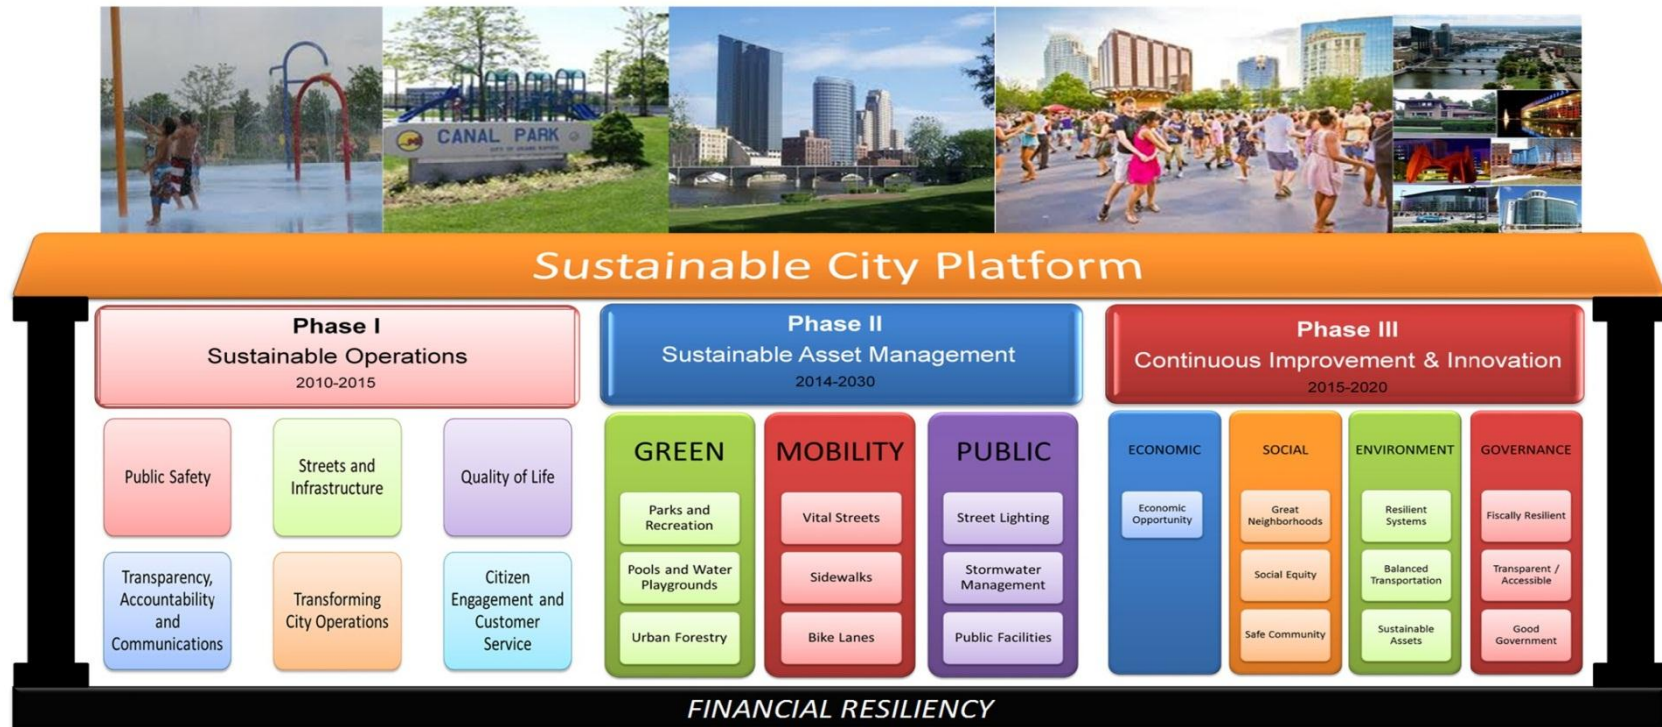 CANAL PARK
CITY OF GRAND RAPIDS
Sustainable City Platform
Phase I
Sustainable Operations
2010-2015
Public Safety
Streets and
Infrastructure
Quality of Life
Transparency,
Accountability
and
Communications
Transforming
City Operations
Citizen
Engagement and
Customer
Service
Phase II
Sustainable Asset Management
2014-2030
GREEN
Parks and
Recreation
Pools and Water
Playgrounds
Urban Forestry
MOBILITY
Vital Streets
Sidewalks
Bike Lanes
PUBLIC
Street Lighting
Stormwater
Management
Public Facilities
Phase III
Continuous Improvement & Innovation
2015-2020
ECONOMIC
Economic
Opportunity
SOCIAL
Great
Neighborhoods
Social Equity
Safe Community
ENVIRONMENT
Resilient
Systems
Balanced
Transportation
Sustainable
Assets
GOVERNANCE
Fiscally Resilient
Transparent /
Accessible
Good
Government
FINANCIAL RESILIENCY